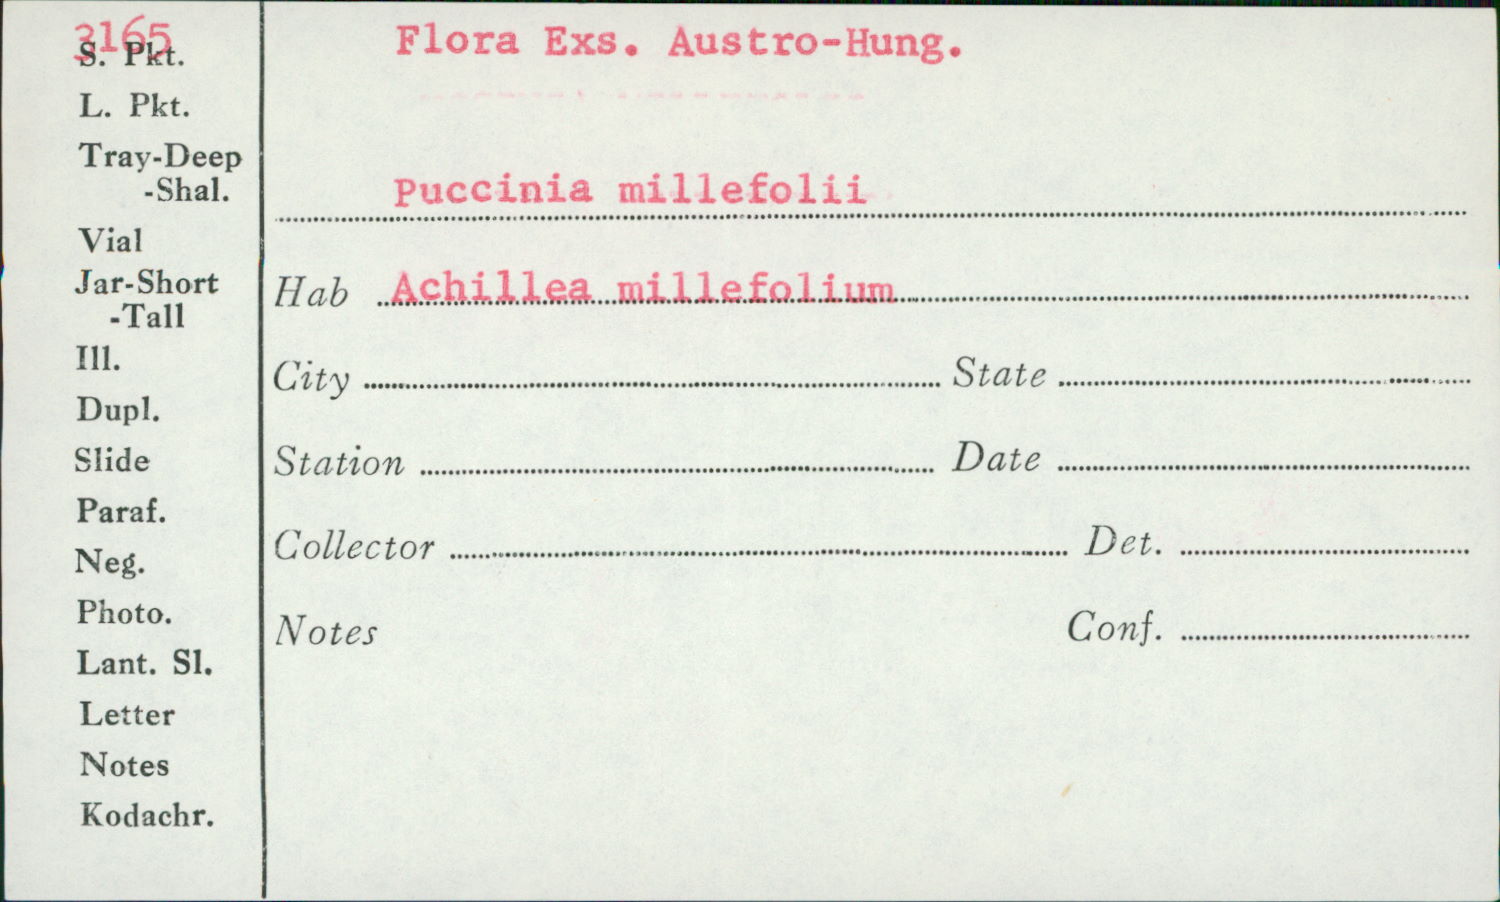 3165
S. Pkt.
L. Pkt.
Tray-Deep
-Shal.
Vial
Jar-Short
-Tall
Ill.
Dupl.
Slide
Paraf.
Neg.
Photo.
Lant. Sl.
Letter
Notes
Kodachr.
Flora Exs. Austro-Hung.
Puccinia millefolii
Hab Achillea millefolium
City State
Station Date
Collector Det.
Notes Conf.